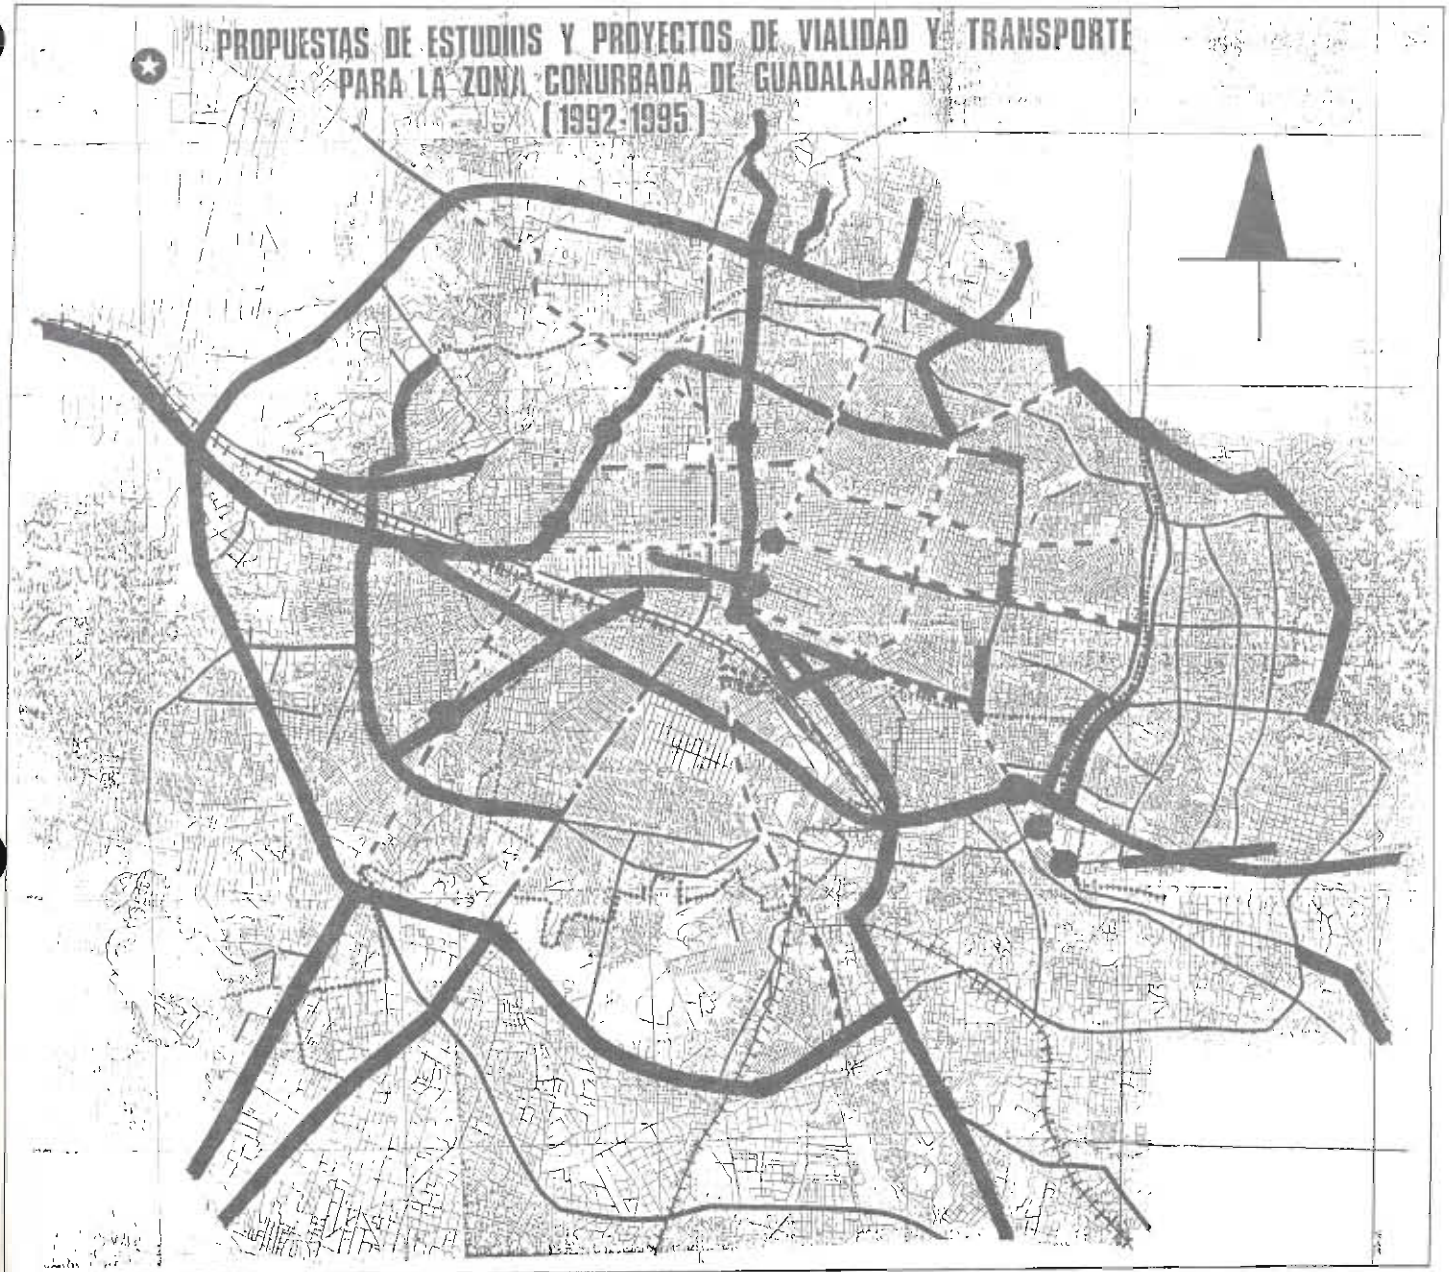 PROPUESTAS DE ESTUDIOS Y PROYECTOS DE VIALIDAD Y TRANSPORTE
PARA LA ZONA CONURBADA DE GUADALAJARA
(1992-1995)